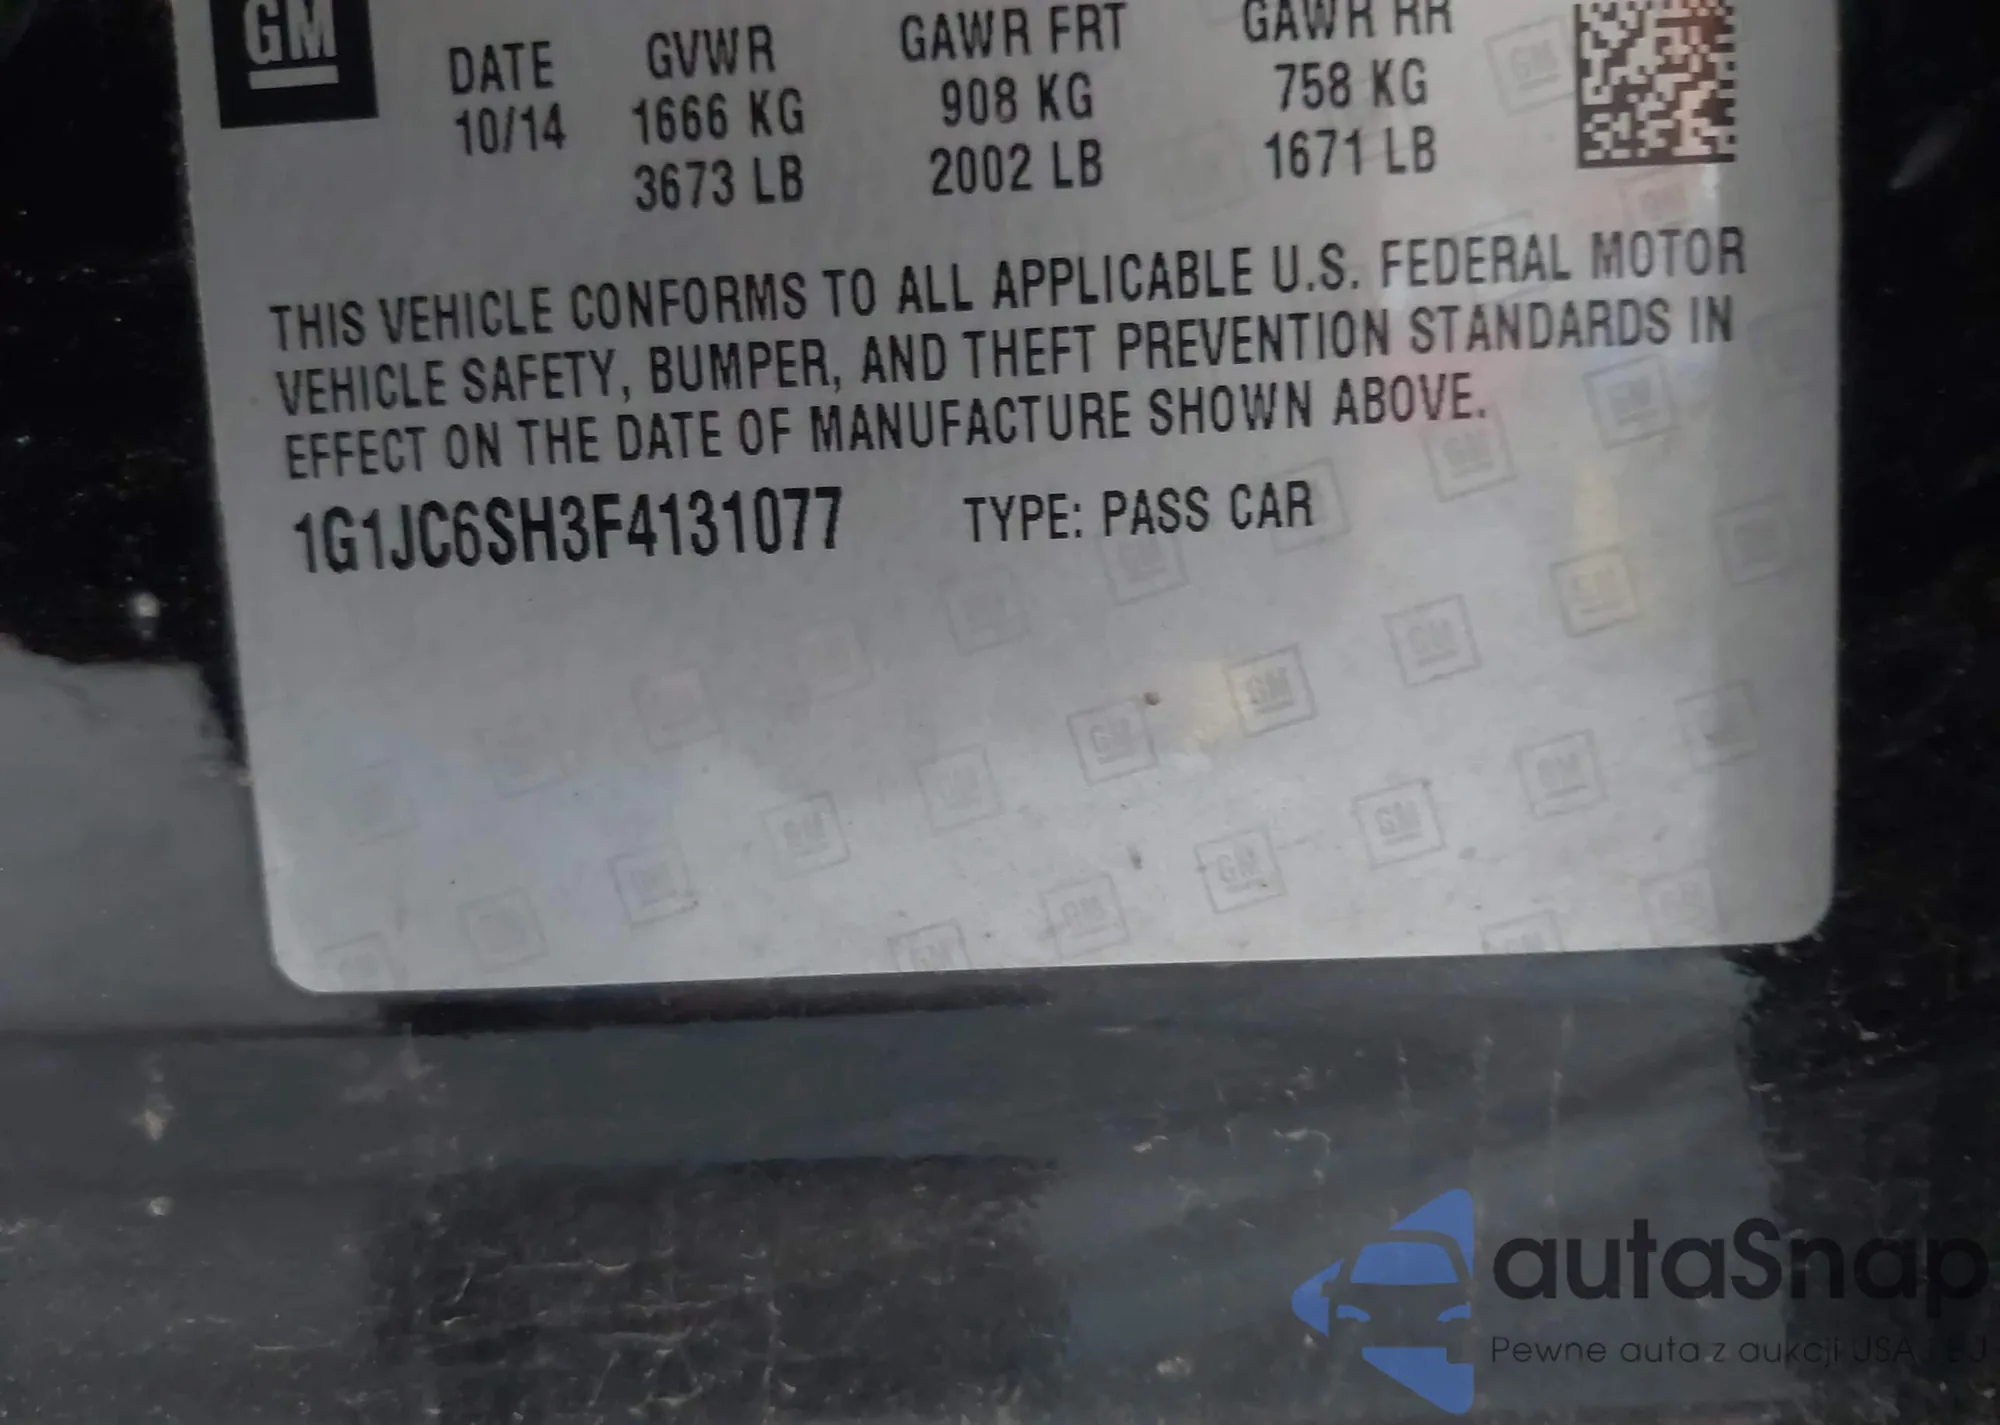 GM
DATE GVWR GAWR FRT GAWR RR
10/14 1666 KG 908 KG 758 KG
3673 LB 2002 LB 1671 LB
THIS VEHICLE CONFORMS TO ALL APPLICABLE U.S. FEDERAL MOTOR
VEHICLE SAFETY, BUMPER, AND THEFT PREVENTION STANDARDS IN
EFFECT ON THE DATE OF MANUFACTURE SHOWN ABOVE.
1G1JC6SH3F4131077 TYPE: PASS CAR
autaSnap
Pewne auta z aukcji USA i EU